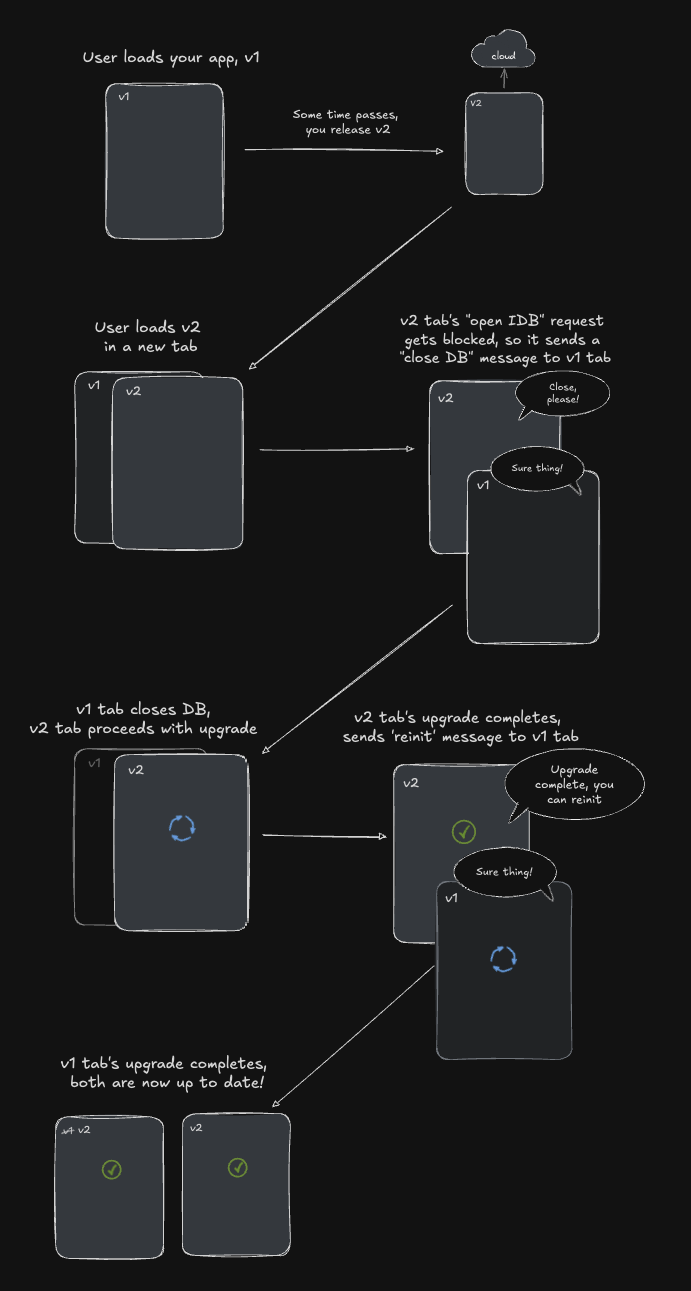 User loads your app, v1
v1
Some time passes,
you release v2
cloud
v2
User loads v2
in a new tab
v1
v2
v2 tab's "open IDB" request
gets blocked, so it sends a
"close DB" message to v1 tab
v2
Close,
please!
Sure thing!
v1
v1 tab closes DB,
v2 tab proceeds with upgrade
v1
v2
v2 tab's upgrade completes,
sends 'reinit' message to v1 tab
v2
Upgrade
complete, you
can reinit
Sure thing!
v1
v1 tab's upgrade completes,
both are now up to date!
v1 v2
v2